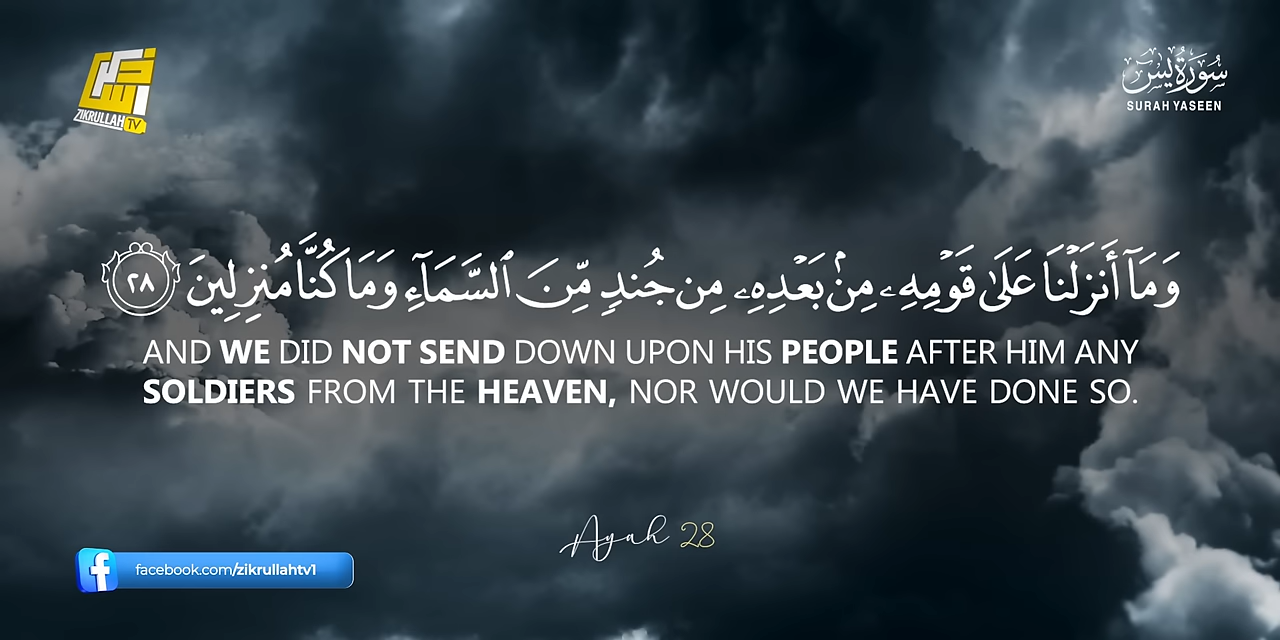 ذكر الله
ZIKRULLAH TV
سُورَةُ يسٓ
SURAH YASEEN
وَمَآ أَنزَلْنَا عَلَىٰ قَوْمِهِۦ مِنۢ بَعْدِهِۦ مِن جُندٍ مِّنَ ٱلسَّمَآءِ وَمَا كُنَّا مُنزِلِينَ ٢٨
AND WE DID NOT SEND DOWN UPON HIS PEOPLE AFTER HIM ANY
SOLDIERS FROM THE HEAVEN, NOR WOULD WE HAVE DONE SO.
Ayah 28
facebook.com/zikrullahtv1